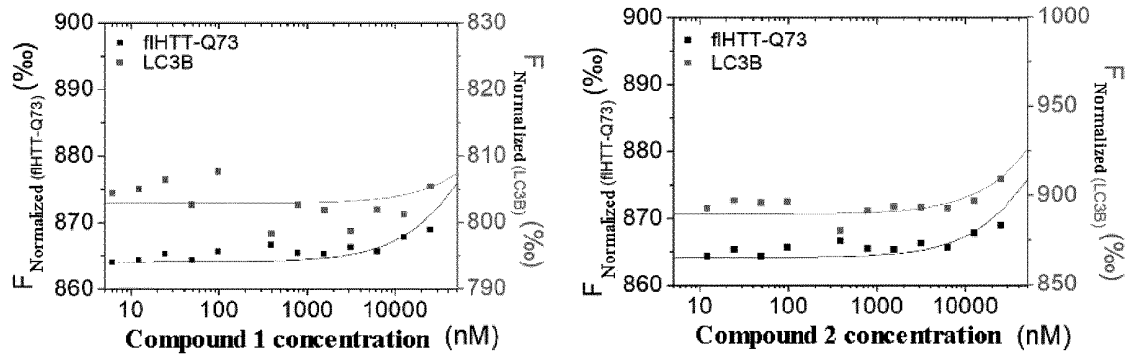 900
890
880
870
860
F Normalized (flHTT-Q73) (‰)
flHTT-Q73
LC3B
830
820
810
800
790
F Normalized (LC3B) (‰)
10 100 1000 10000
Compound 1 concentration (nM)
900
890
880
870
860
F Normalized (flHTT-Q73) (‰)
flHTT-Q73
LC3B
1000
950
900
850
F Normalized (LC3B) (‰)
10 100 1000 10000
Compound 2 concentration (nM)